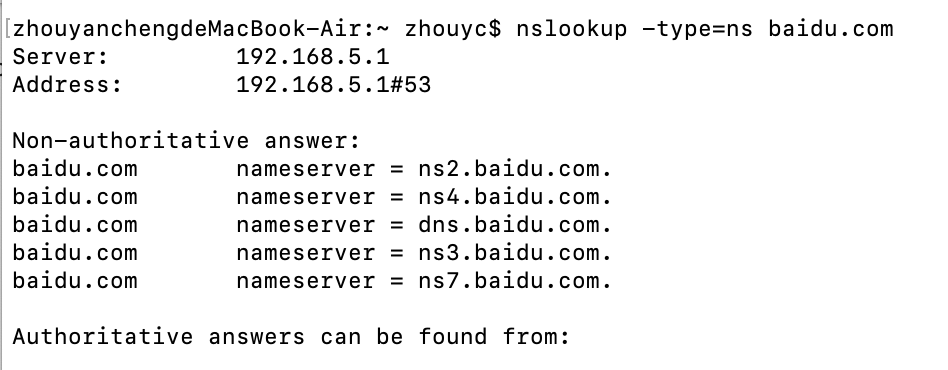 [zhouyanchengdeMacBook-Air:~ zhouyc$ nslookup -type=ns baidu.com
Server:         192.168.5.1
Address:        192.168.5.1#53

Non-authoritative answer:
baidu.com       nameserver = ns2.baidu.com.
baidu.com       nameserver = ns4.baidu.com.
baidu.com       nameserver = dns.baidu.com.
baidu.com       nameserver = ns3.baidu.com.
baidu.com       nameserver = ns7.baidu.com.

Authoritative answers can be found from: